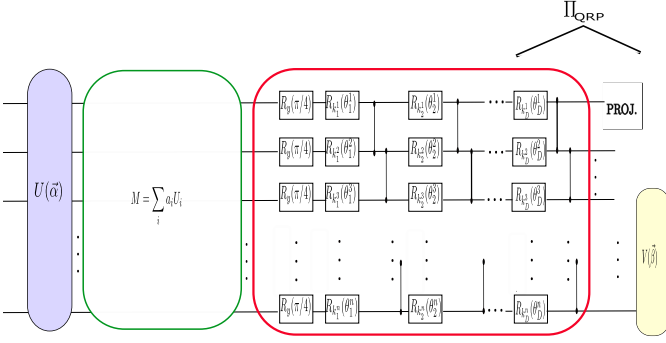 Π_QRP
R_y(π/4) R_{k_1^1}(θ_1^1) R_{k_2^1}(θ_2^1) R_{k_D^1}(θ_D^1) PROJ.
R_y(π/4) R_{k_1^2}(θ_1^2) R_{k_2^2}(θ_2^2) R_{k_D^2}(θ_D^2)
U(α⃗) M = ∑_i a_i U_i R_y(π/4) R_{k_1^3}(θ_1^3) R_{k_2^3}(θ_2^3) R_{k_D^3}(θ_D^3)
V(β⃗)
R_y(π/4) R_{k_1^n}(θ_1^n) R_{k_2^n}(θ_2^n) R_{k_D^n}(θ_D^n)